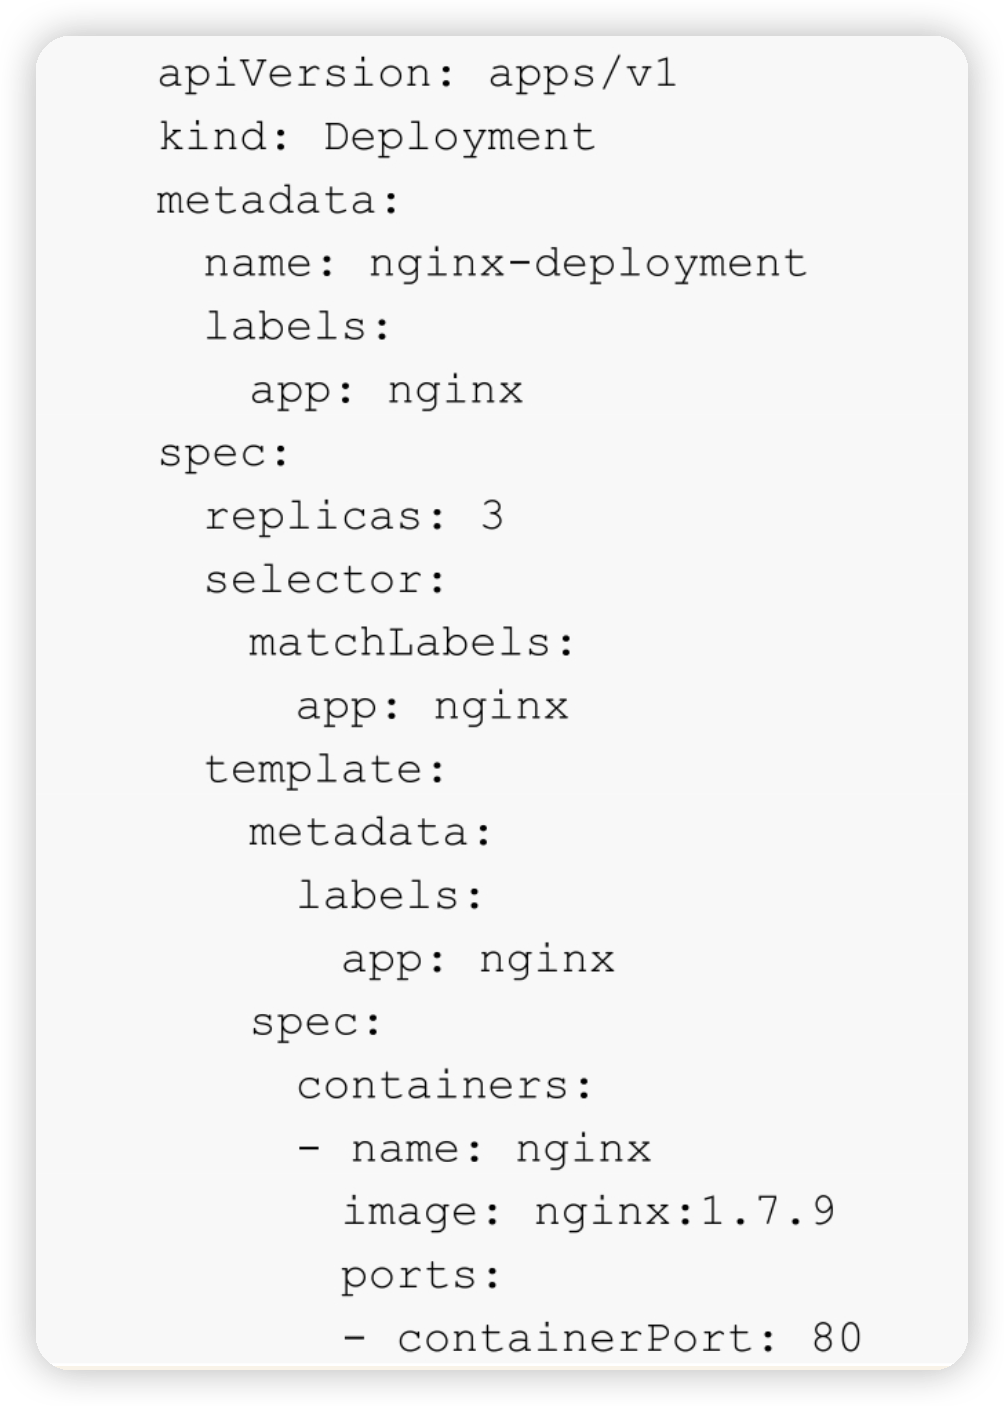 apiVersion: apps/v1
kind: Deployment
metadata:
  name: nginx-deployment
  labels:
    app: nginx
spec:
  replicas: 3
  selector:
    matchLabels:
      app: nginx
  template:
    metadata:
      labels:
        app: nginx
    spec:
      containers:
      - name: nginx
        image: nginx:1.7.9
        ports:
        - containerPort: 80